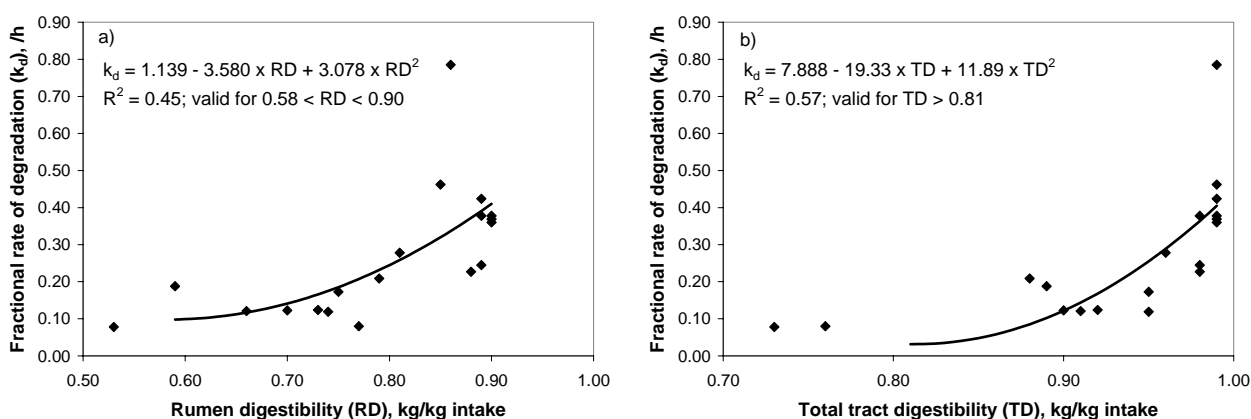 a)
k_d = 1.139 - 3.580 x RD + 3.078 x RD²
R² = 0.45; valid for 0.58 < RD < 0.90
Fractional rate of degradation (k_d), /h
0.90
0.80
0.70
0.60
0.50
0.40
0.30
0.20
0.10
0.00
0.50 0.60 0.70 0.80 0.90 1.00
Rumen digestibility (RD), kg/kg intake
b)
k_d = 7.888 - 19.33 x TD + 11.89 x TD²
R² = 0.57; valid for TD > 0.81
Fractional rate of degradation (k_d), /h
0.90
0.80
0.70
0.60
0.50
0.40
0.30
0.20
0.10
0.00
0.70 0.80 0.90 1.00
Total tract digestibility (TD), kg/kg intake